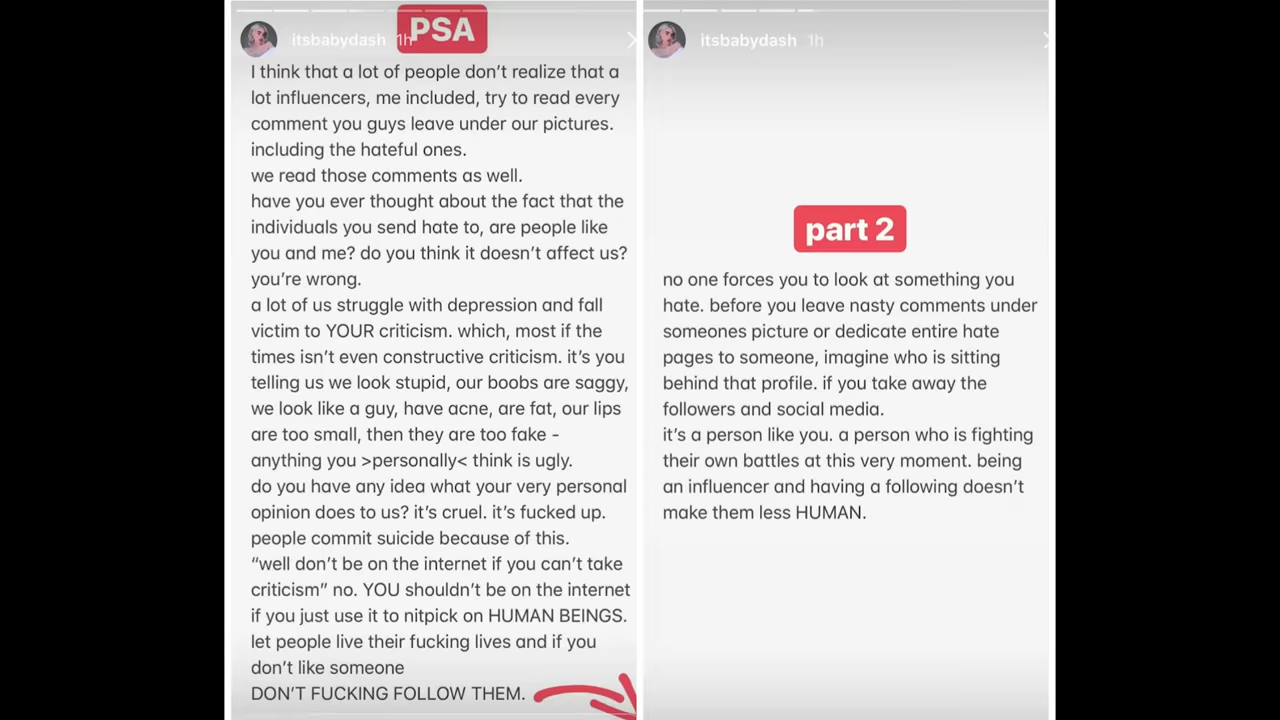 PSA
itsbabydash 1h
I think that a lot of people don't realize that a
lot influencers, me included, try to read every
comment you guys leave under our pictures.
including the hateful ones.
we read those comments as well.
have you ever thought about the fact that the
individuals you send hate to, are people like
you and me? do you think it doesn't affect us?
you're wrong.
a lot of us struggle with depression and fall
victim to YOUR criticism. which, most if the
times isn't even constructive criticism. it's you
telling us we look stupid, our boobs are saggy,
we look like a guy, have acne, are fat, our lips
are too small, then they are too fake -
anything you >personally< think is ugly.
do you have any idea what your very personal
opinion does to us? it's cruel. it's fucked up.
people commit suicide because of this.
“well don't be on the internet if you can't take
criticism” no. YOU shouldn't be on the internet
if you just use it to nitpick on HUMAN BEINGS.
let people live their fucking lives and if you
don't like someone
DON'T FUCKING FOLLOW THEM.
itsbabydash 1h
part 2
no one forces you to look at something you
hate. before you leave nasty comments under
someones picture or dedicate entire hate
pages to someone, imagine who is sitting
behind that profile. if you take away the
followers and social media.
it's a person like you. a person who is fighting
their own battles at this very moment. being
an influencer and having a following doesn't
make them less HUMAN.